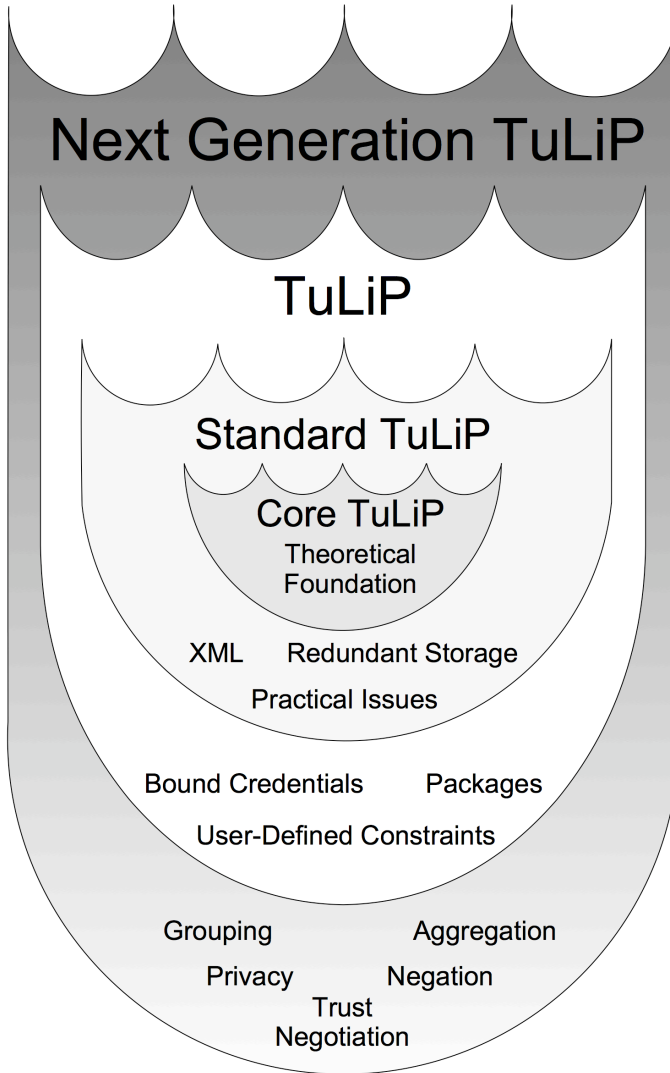 Next Generation TuLiP
TuLiP
Standard TuLiP
Core TuLiP
Theoretical
Foundation
XML Redundant Storage
Practical Issues
Bound Credentials Packages
User-Defined Constraints
Grouping Aggregation
Privacy Negation
Trust
Negotiation